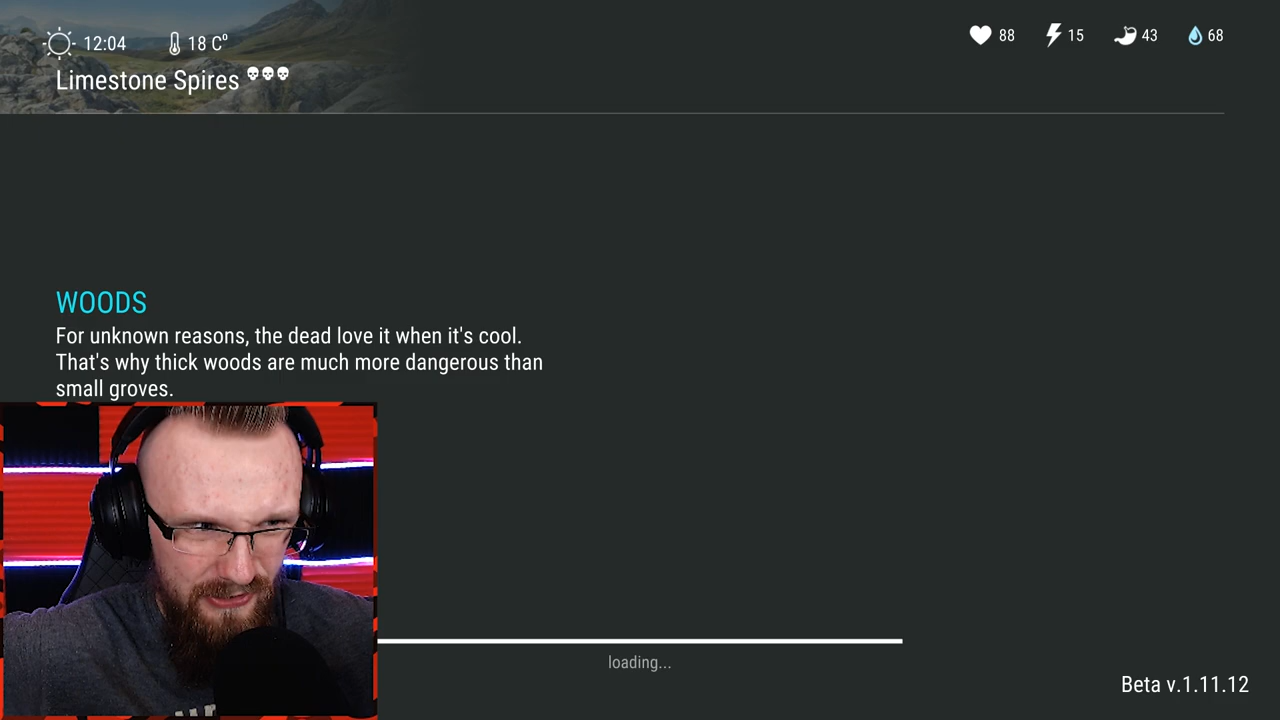 12:04
18 C°
88
15
43
68
Limestone Spires
WOODS
For unknown reasons, the dead love it when it's cool.
That's why thick woods are much more dangerous than
small groves.
loading...
Beta v.1.11.12